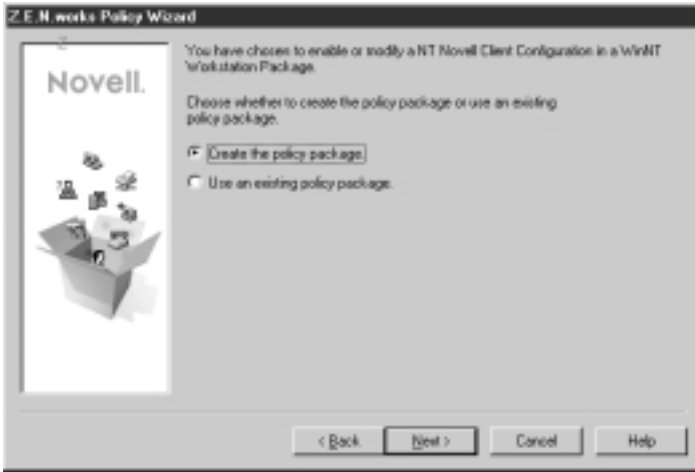 Z.E.N.works Policy Wizard
Z
Novell.
You have chosen to enable or modify a NT Novell Client Configuration in a WinNT
Workstation Package.
Choose whether to create the policy package or use an existing
policy package.
Create the policy package.
Use an existing policy package.
< Back
Next >
Cancel
Help